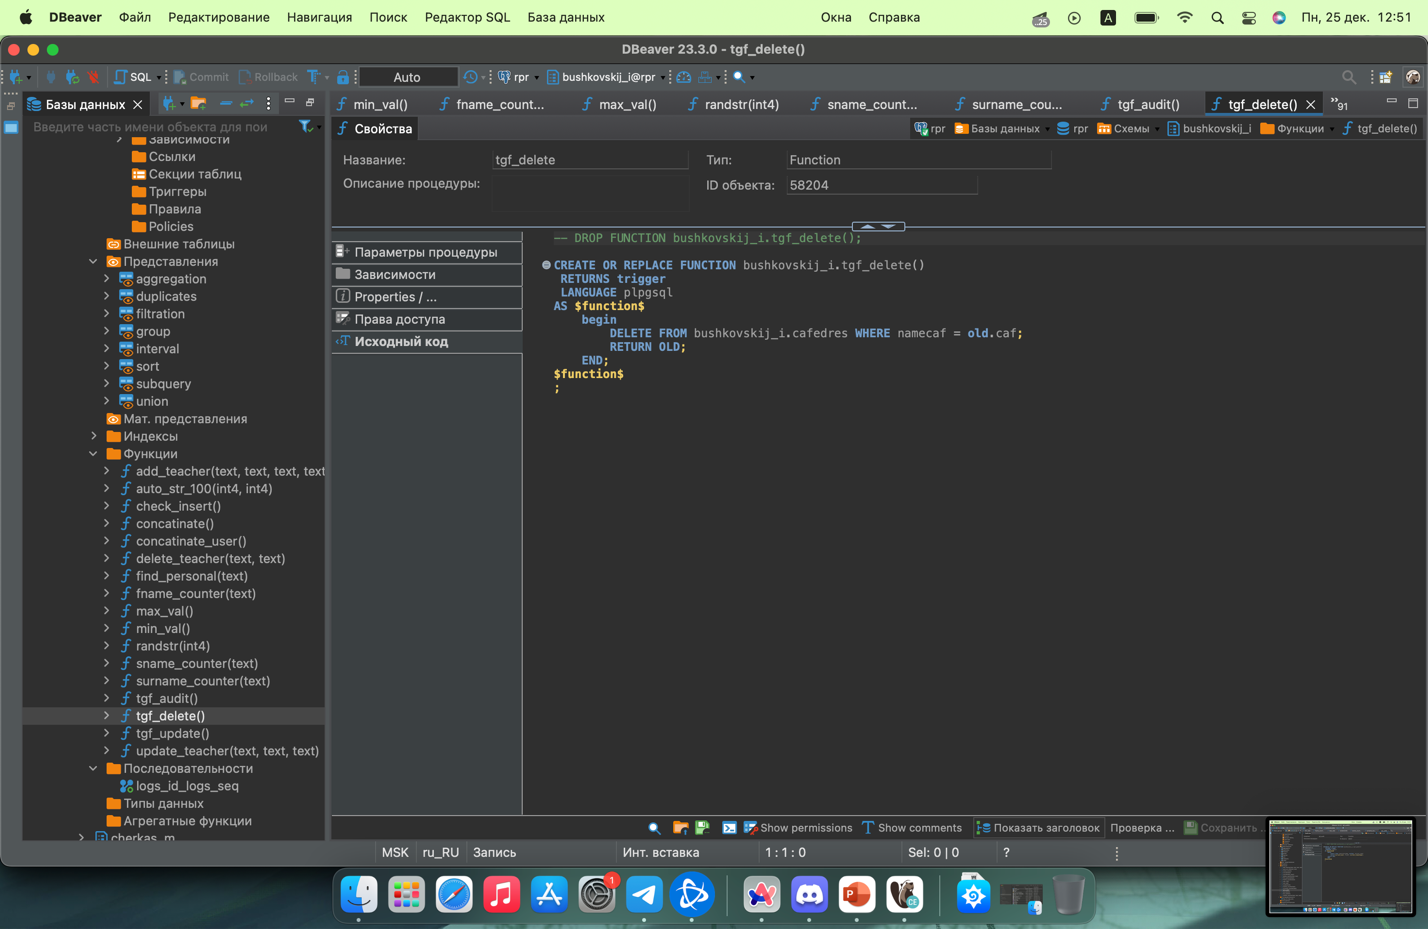 DBeaver Файл Редактирование Навигация Поиск Редактор SQL База данных Окна Справка .25 A Пн, 25 дек. 12:51
DBeaver 23.3.0 - tgf_delete()
SQL Commit Rollback T Auto rpr bushkovskij_i@rpr
Базы данных
min_val() fname_count... max_val() randstr(int4) sname_count... surname_cou... tgf_audit() tgf_delete() »91
Введите часть имени объекта для пои
Свойства
rpr Базы данных rpr Схемы bushkovskij_i Функции tgf_delete()
Название: tgf_delete Тип: Function
Описание процедуры: ID объекта: 58204
Зависимости
Ссылки
Секции таблиц
Триггеры
Правила
Policies
Внешние таблицы
Представления
aggregation
duplicates
filtration
group
interval
sort
subquery
union
Мат. представления
Индексы
Функции
add_teacher(text, text, text, text
auto_str_100(int4, int4)
check_insert()
concatinate()
concatinate_user()
delete_teacher(text, text)
find_personal(text)
fname_counter(text)
max_val()
min_val()
randstr(int4)
sname_counter(text)
surname_counter(text)
tgf_audit()
tgf_delete()
tgf_update()
update_teacher(text, text, text)
Последовательности
logs_id_logs_seq
Типы данных
Агрегатные функции
cherkas_m
Параметры процедуры
Зависимости
Properties / ...
Права доступа
Исходный код
-- DROP FUNCTION bushkovskij_i.tgf_delete();
CREATE OR REPLACE FUNCTION bushkovskij_i.tgf_delete()
RETURNS trigger
LANGUAGE plpgsql
AS $function$
begin
DELETE FROM bushkovskij_i.cafedres WHERE namecaf = old.caf;
RETURN OLD;
END;
$function$
;
Show permissions Show comments Показать заголовок Проверка ... Сохранить ...
MSK ru_RU Запись Инт. вставка 1 : 1 : 0 Sel: 0 | 0 ?
1